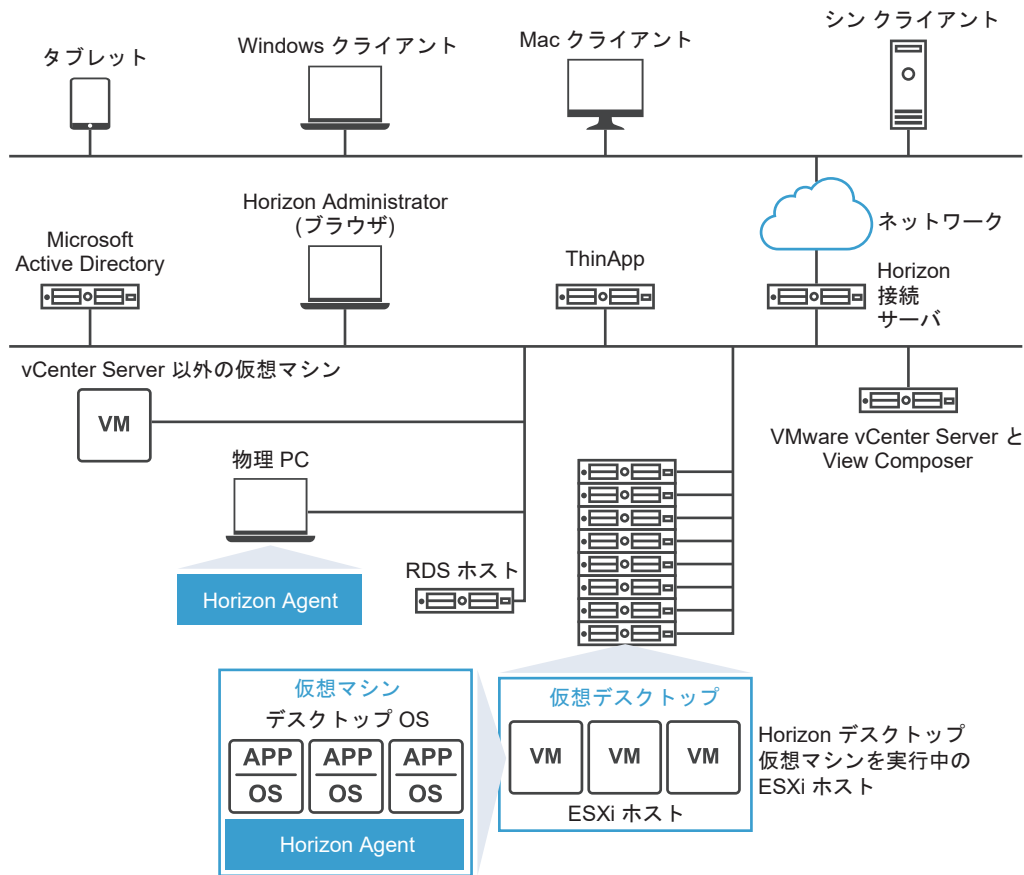 タブレット
Windows クライアント
Mac クライアント
シン クライアント
Microsoft
Active Directory
Horizon Administrator
(ブラウザ)
ThinApp
ネットワーク
Horizon
接続
サーバ
vCenter Server 以外の仮想マシン
VM
物理 PC
Horizon Agent
RDS ホスト
VMware vCenter Server と
View Composer
仮想マシン
デスクトップ OS
APP APP APP
OS OS OS
Horizon Agent
仮想デスクトップ
VM VM VM
ESXi ホスト
Horizon デスクトップ
仮想マシンを実行中の
ESXi ホスト